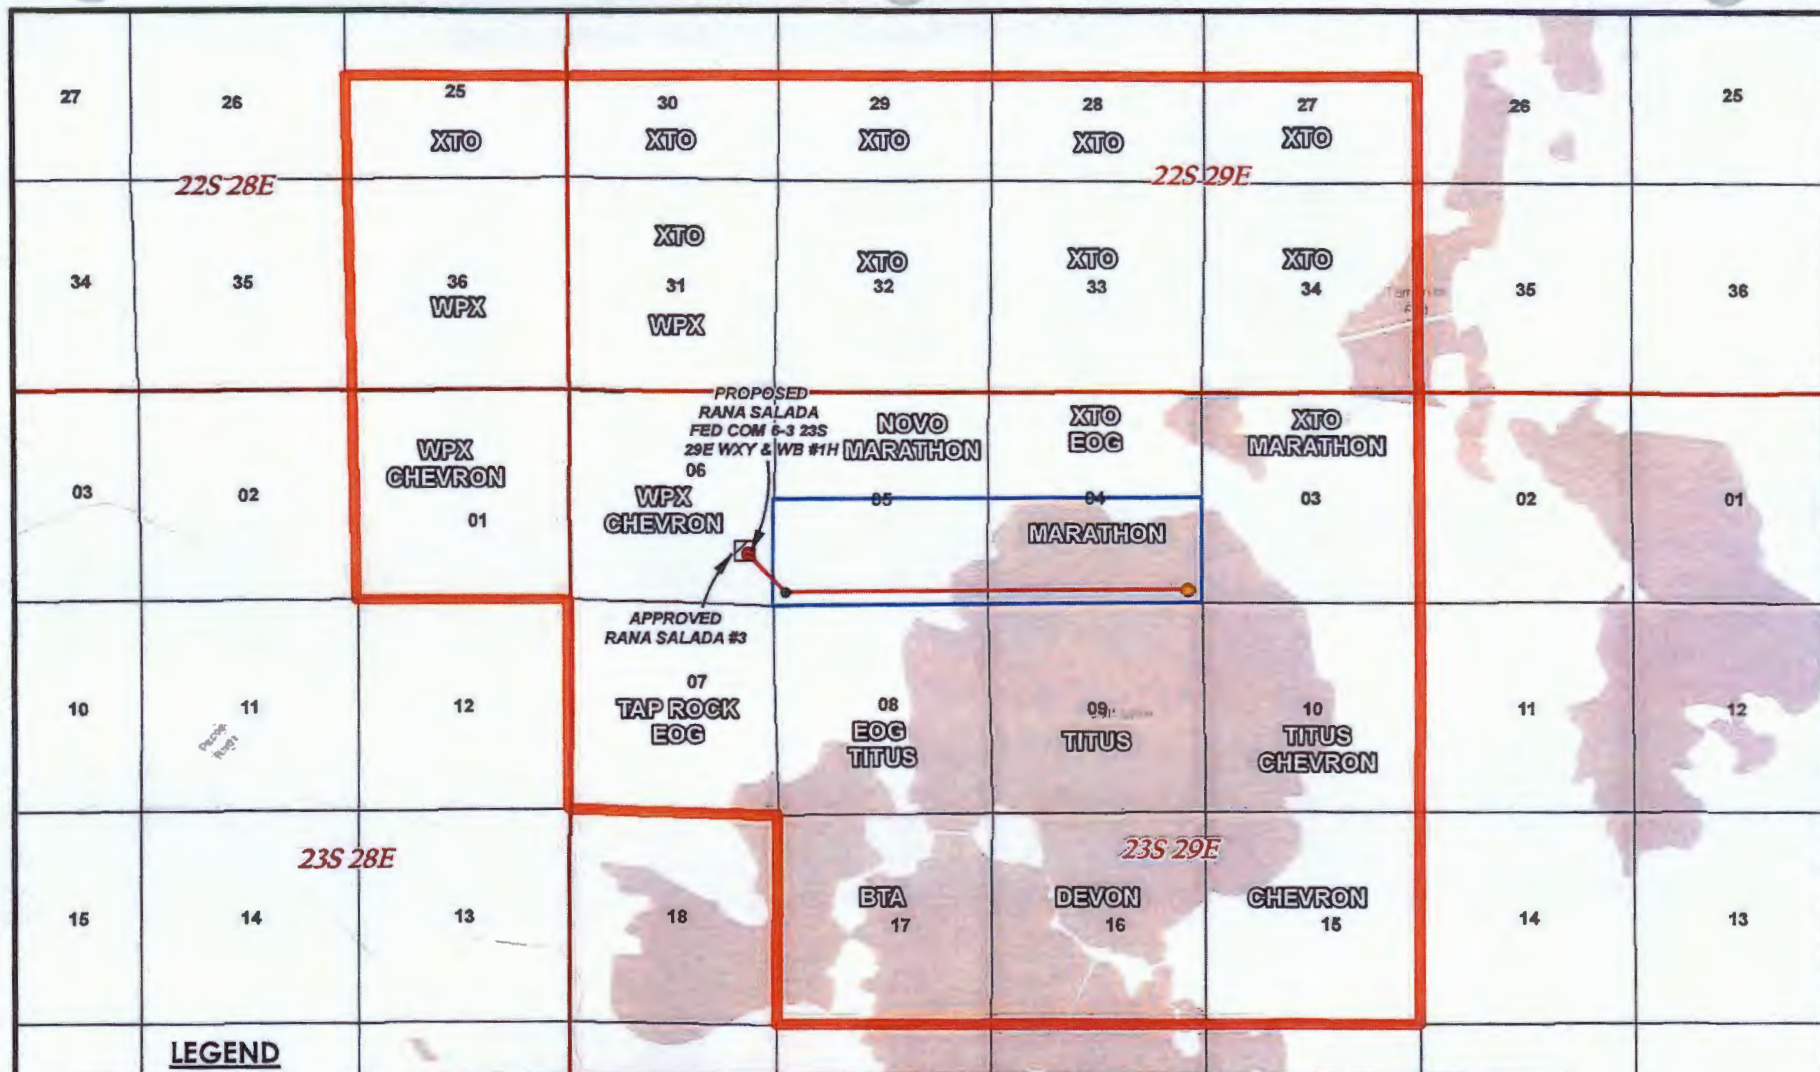 27
26
25
30
29
28
27
26
25
XTO
XTO
XTO
XTO
XTO
22S 28E
22S 29E
34
35
36
WPX
XTO
31
WPX
XTO
32
XTO
33
XTO
34
35
36
PROPOSED
RANA SALADA
FED COM 6-3 23S
29E WXY & WB #1H
03
02
WPX
CHEVRON
01
06
WPX
CHEVRON
NOVO
MARATHON
05
XTO
EOG
04
MARATHON
XTO
MARATHON
03
02
01
APPROVED
RANA SALADA #3
10
11
12
07
TAP ROCK
EOG
08
EOG
TITUS
09
TITUS
10
TITUS
CHEVRON
11
12
23S 28E
23S 29E
15
14
13
18
BTA
17
DEVON
16
CHEVRON
15
14
13
LEGEND